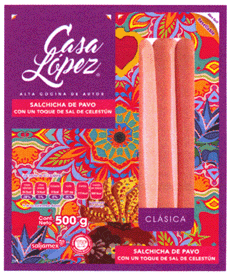 Casa
López
ALTA COCINA DE AUTOR
SALCHICHA DE PAVO
CON UN TOQUE DE SAL DE CELESTÚN
Cont.
Neto 500 g
CLÁSICA
saljamex
SALCHICHA DE PAVO
CON UN TOQUE DE SAL DE CELESTÚN